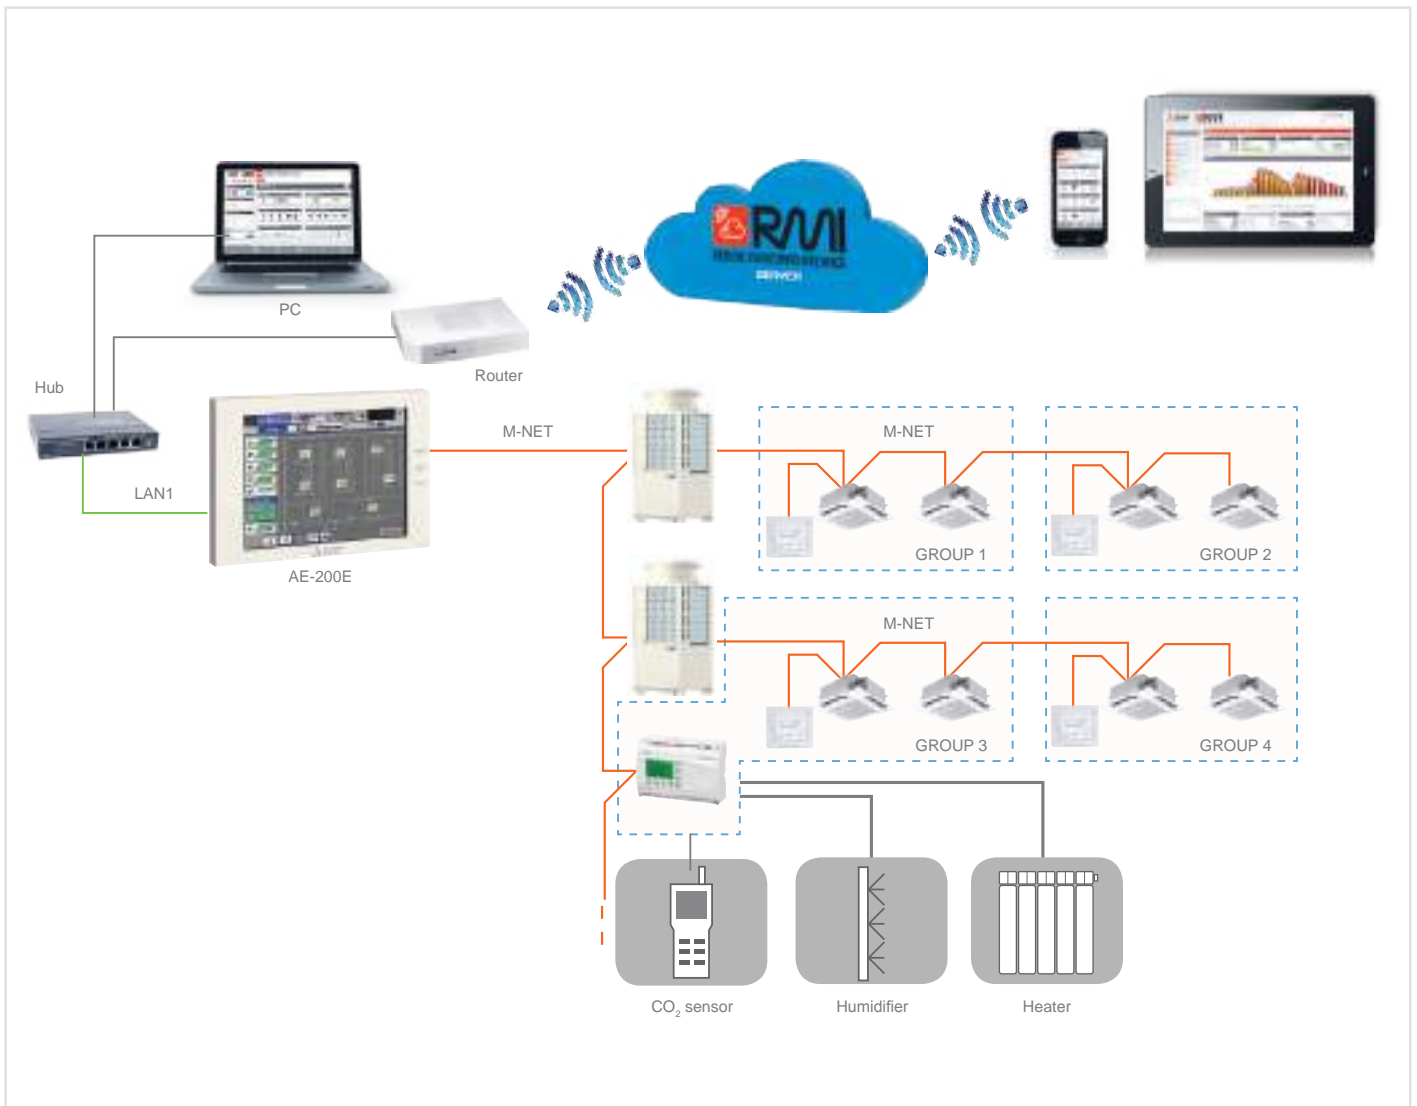 RMI
SERVER
PC
Router
Hub
M-NET
M-NET
LAN1
GROUP 1
GROUP 2
AE-200E
M-NET
GROUP 3
GROUP 4
CO₂ sensor
Humidifier
Heater